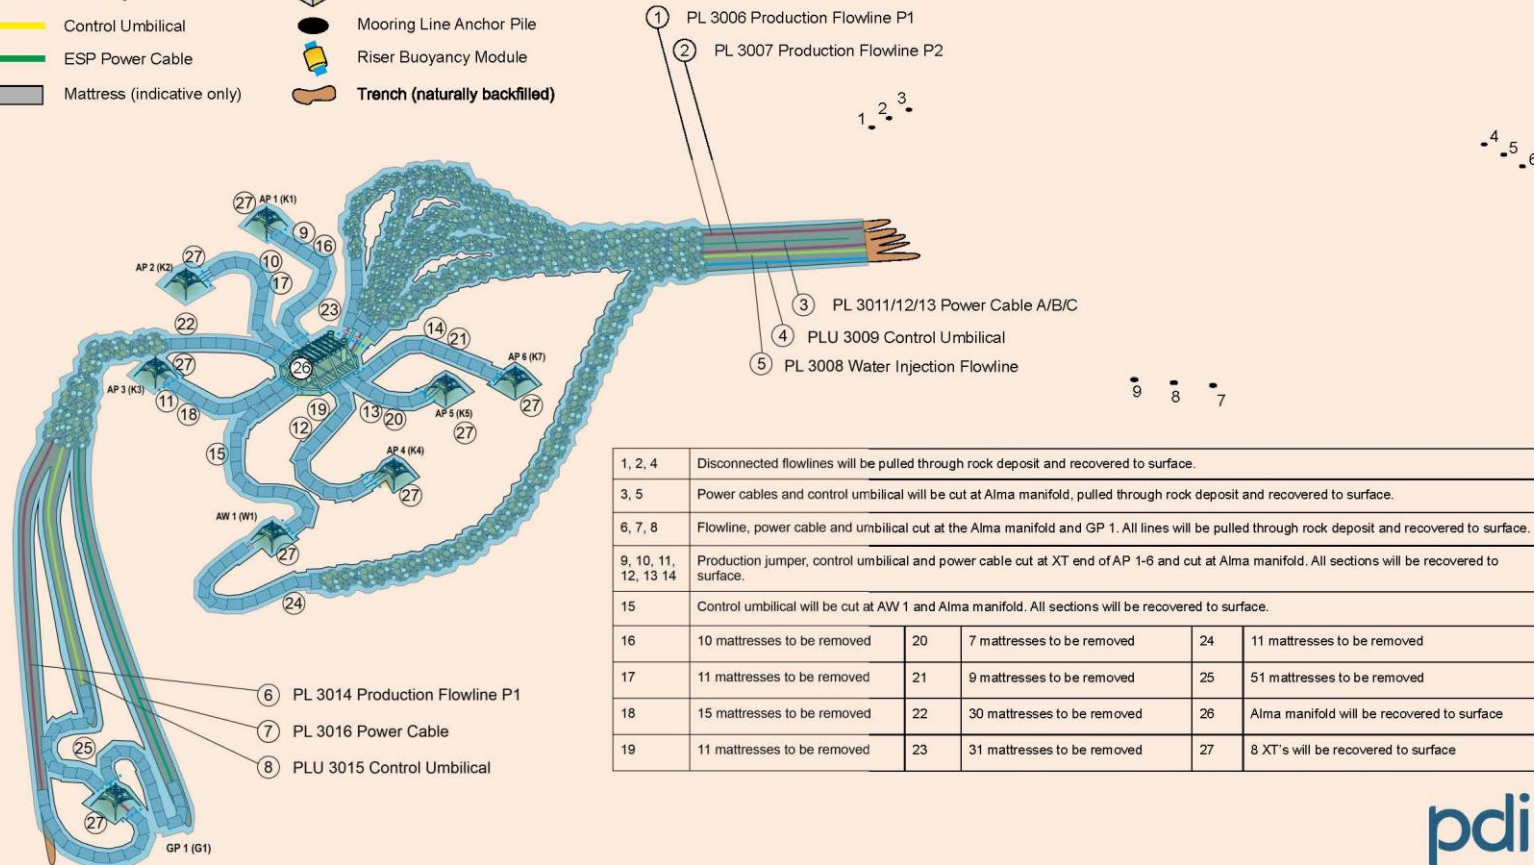 Control Umbilical
Mooring Line Anchor Pile
ESP Power Cable
Riser Buoyancy Module
Mattress (indicative only)
Trench (naturally backfilled)
1 PL 3006 Production Flowline P1
2 PL 3007 Production Flowline P2
1 2 3
4 5 6
27 AP 1 (K1)
9
16
AP 2 (K2) 27
10
17
22
23
14
21
26
AP 3 (K3) 27
11
18
AP 6 (K7)
27
19
12
13
20
AP 5 (K5)
27
15
AP 4 (K4)
27
AW 1 (W1)
27
24
3 PL 3011/12/13 Power Cable A/B/C
4 PLU 3009 Control Umbilical
5 PL 3008 Water Injection Flowline
9 8 7
6 PL 3014 Production Flowline P1
7 PL 3016 Power Cable
8 PLU 3015 Control Umbilical
25
27
GP 1 (G1)
1, 2, 4 Disconnected flowlines will be pulled through rock deposit and recovered to surface.
3, 5 Power cables and control umbilical will be cut at Alma manifold, pulled through rock deposit and recovered to surface.
6, 7, 8 Flowline, power cable and umbilical cut at the Alma manifold and GP 1. All lines will be pulled through rock deposit and recovered to surface.
9, 10, 11, Production jumper, control umbilical and power cable cut at XT end of AP 1-6 and cut at Alma manifold. All sections will be recovered to
12, 13 14 surface.
15 Control umbilical will be cut at AW 1 and Alma manifold. All sections will be recovered to surface.
16 10 mattresses to be removed 20 7 mattresses to be removed 24 11 mattresses to be removed
17 11 mattresses to be removed 21 9 mattresses to be removed 25 51 mattresses to be removed
18 15 mattresses to be removed 22 30 mattresses to be removed 26 Alma manifold will be recovered to surface
19 11 mattresses to be removed 23 31 mattresses to be removed 27 8 XT's will be recovered to surface
pdi